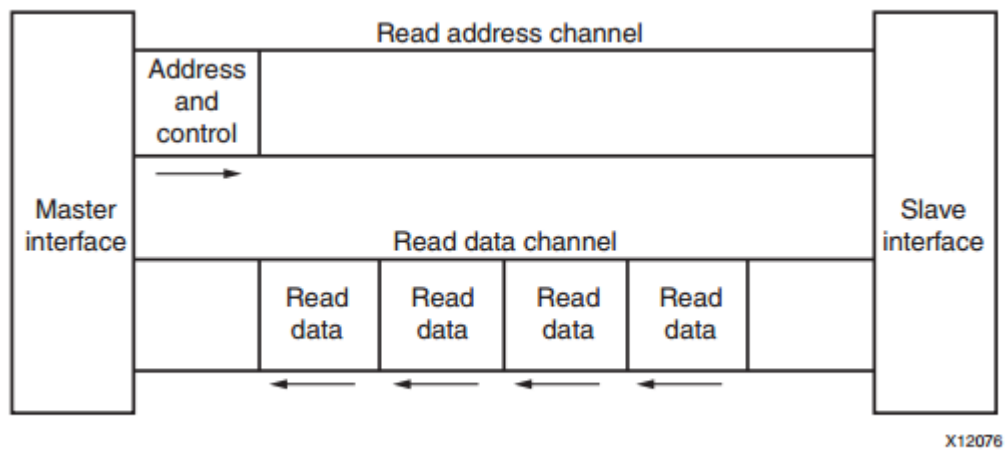 Read address channel
Address
and
control
Master
interface
Slave
interface
Read data channel
Read
data
Read
data
Read
data
Read
data
X12076